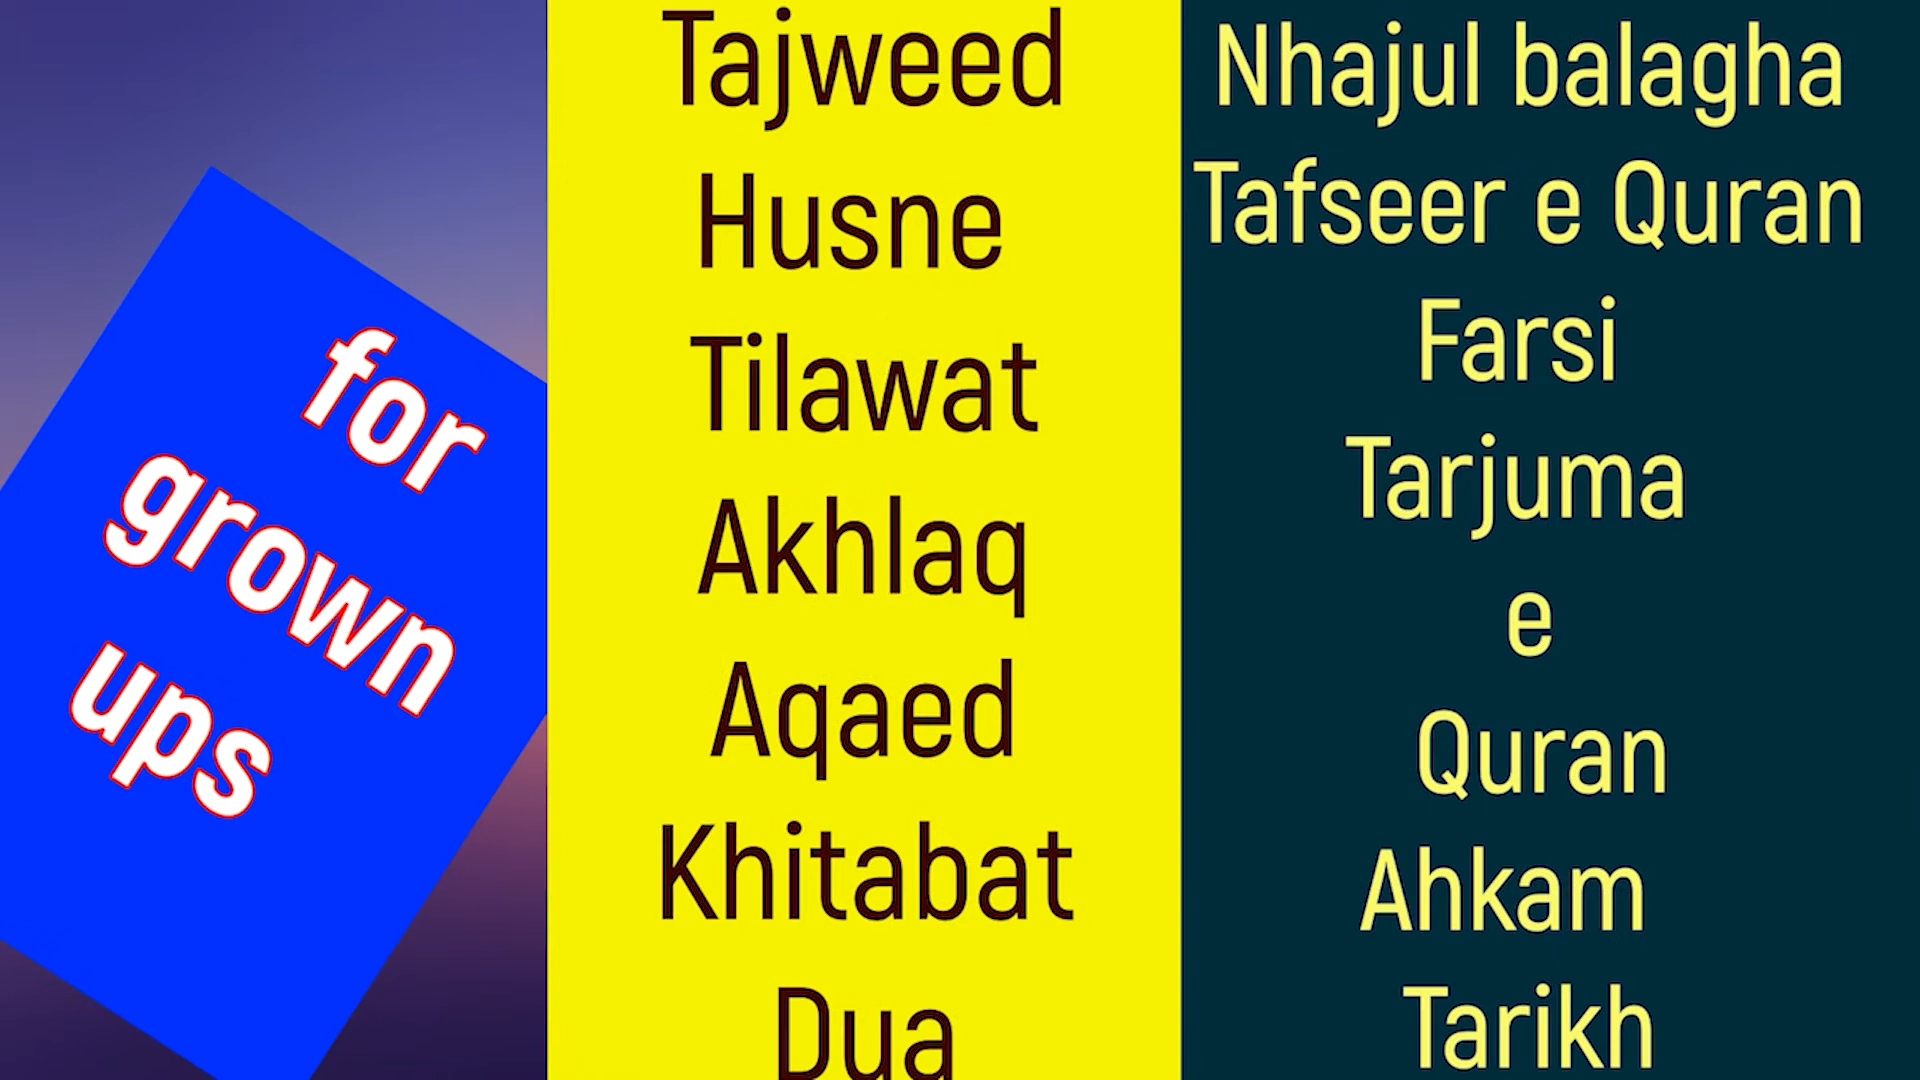 for
grown
ups
Tajweed
Husne
Tilawat
Akhlaq
Aqaed
Khitabat
Dua
Nhajul balagha
Tafseer e Quran
Farsi
Tarjuma
e
Quran
Ahkam
Tarikh